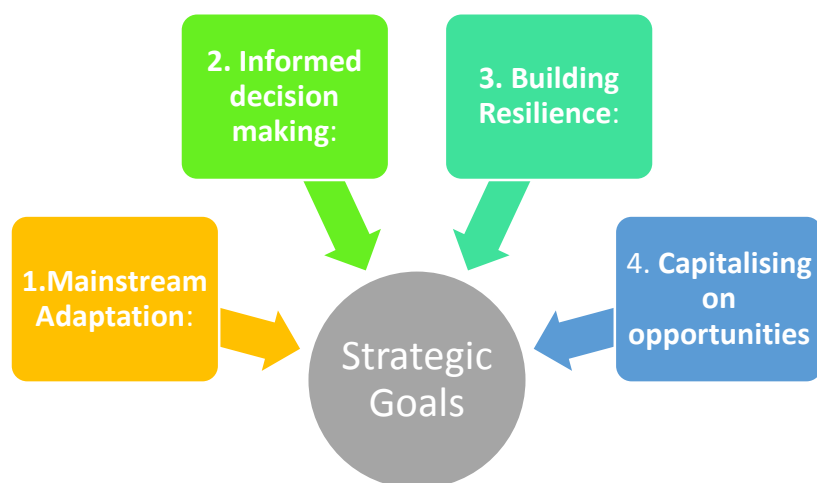 2. Informed
decision
making:
3. Building
Resilience:
1.Mainstream
Adaptation:
4. Capitalising
on
opportunities
Strategic
Goals